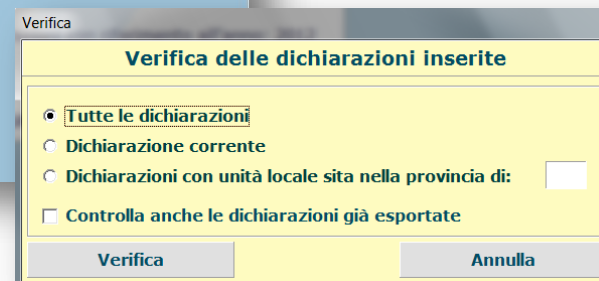 Verifica
Verifica delle dichiarazioni inserite
Tutte le dichiarazioni
Dichiarazione corrente
Dichiarazioni con unità locale sita nella provincia di:
Controlla anche le dichiarazioni già esportate
Verifica
Annulla